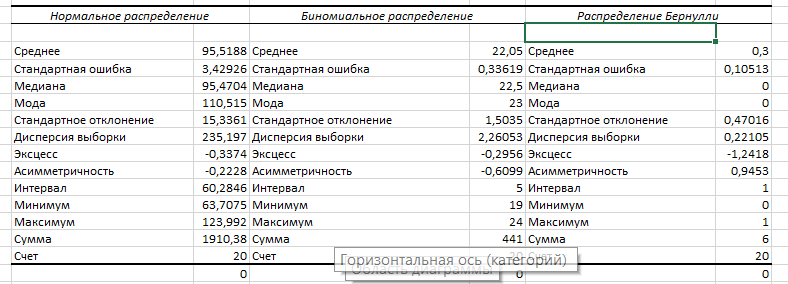 Нормальное распределение Биномиальное распределение Распределение Бернулли
Среднее 95,5188 Среднее 22,05 Среднее 0,3
Стандартная ошибка 3,42926 Стандартная ошибка 0,33619 Стандартная ошибка 0,10513
Медиана 95,4704 Медиана 22,5 Медиана 0
Мода 110,515 Мода 23 Мода 0
Стандартное отклонение 15,3361 Стандартное отклонение 1,5035 Стандартное отклонение 0,47016
Дисперсия выборки 235,197 Дисперсия выборки 2,26053 Дисперсия выборки 0,22105
Эксцесс -0,3374 Эксцесс -0,2956 Эксцесс -1,2418
Асимметричность -0,2228 Асимметричность -0,6099 Асимметричность 0,9453
Интервал 60,2846 Интервал 5 Интервал 1
Минимум 63,7075 Минимум 19 Минимум 0
Максимум 123,992 Максимум 24 Максимум 1
Сумма 1910,38 Сумма 441 Сумма 6
Счет 20 Счет 20 Счет 20
Горизонтальная ось (категорий)
Область диаграммы
0 0 0